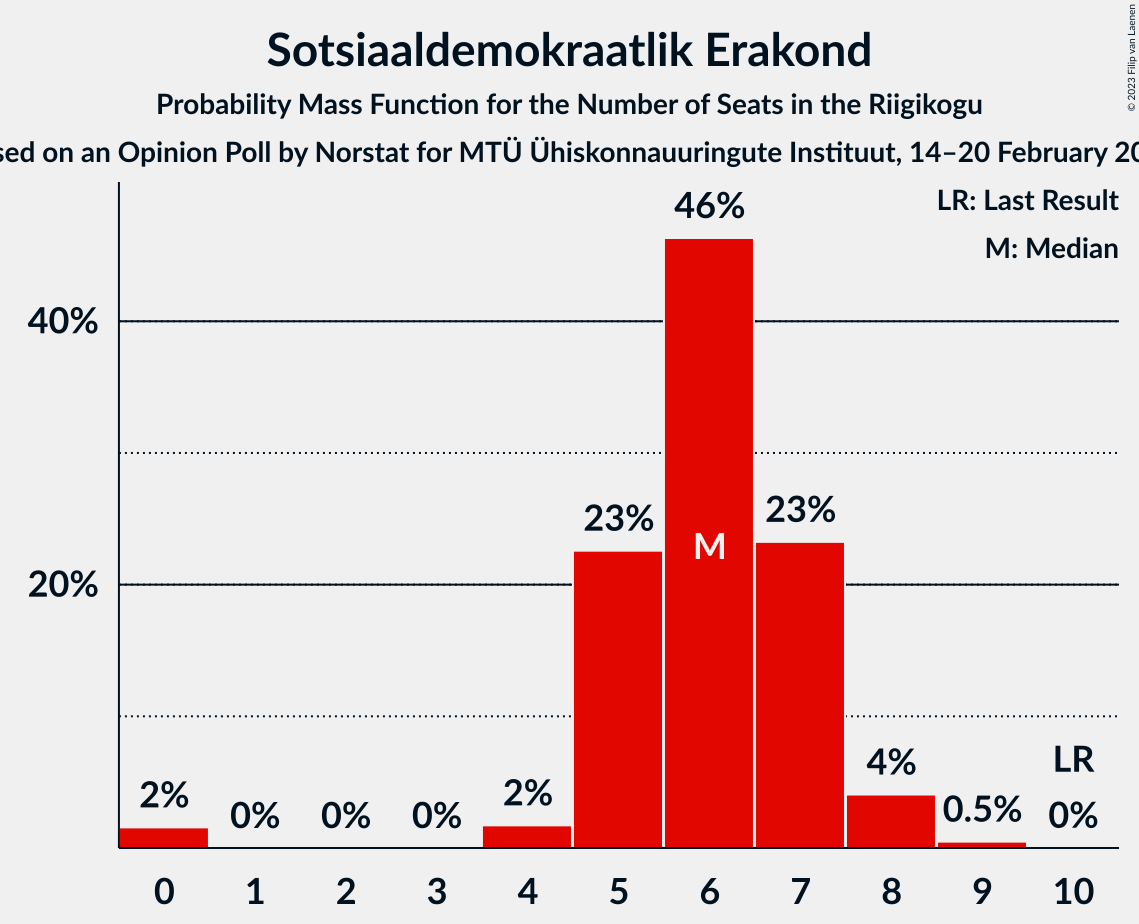 © 2023 Filip van Laenen
Sotsiaaldemokraatlik Erakond
Probability Mass Function for the Number of Seats in the Riigikogu
sed on an Opinion Poll by Norstat for MTÜ Ühiskonnauuringute Instituut, 14–20 February 20
LR: Last Result
M: Median
46%
40%
23% 23%
M
20%
2% 0% 0% 0% 2% 4% 0.5% LR 0%
0 1 2 3 4 5 6 7 8 9 10